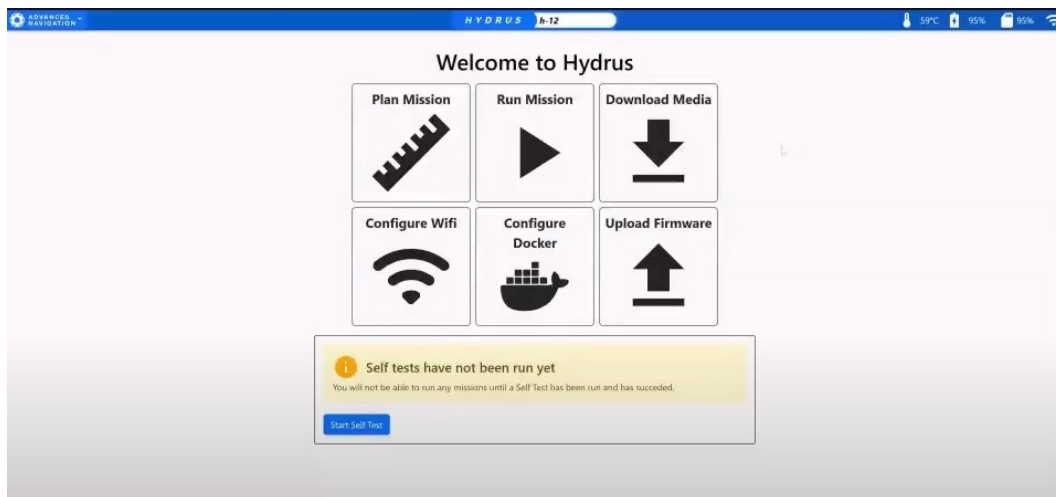 ADVANCED
NAVIGATION
HYDRUS h-12
59°C 95% 95%
Welcome to Hydrus
Plan Mission
Run Mission
Download Media
Configure Wifi
Configure
Docker
Upload Firmware
Self tests have not been run yet
You will not be able to run any missions until a Self Test has been run and has succeded.
Start Self Test